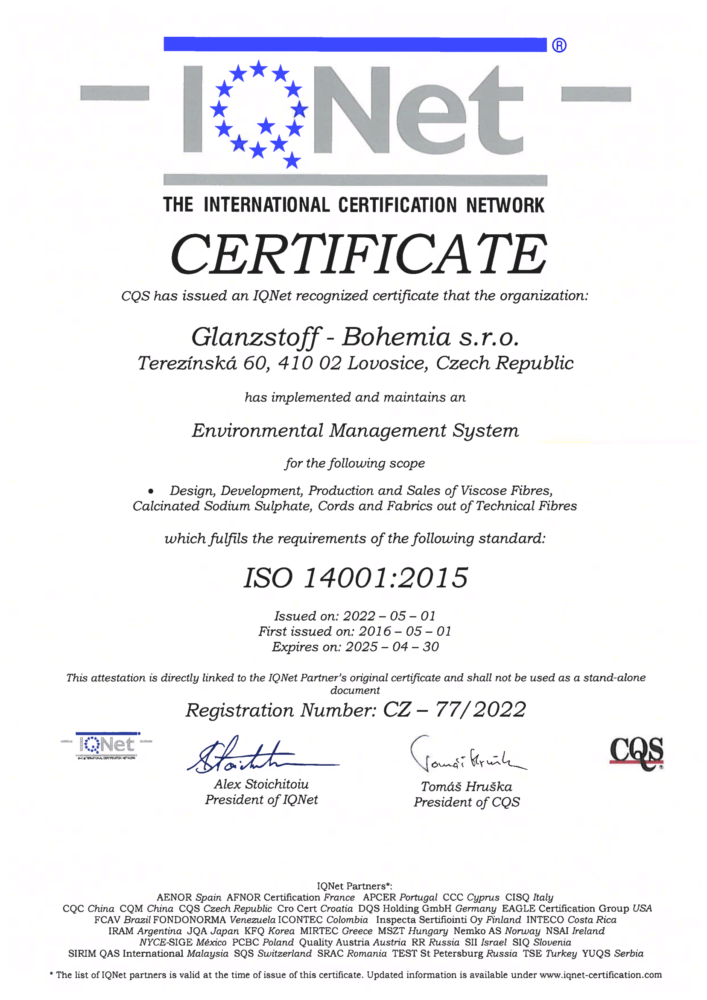 ®
IQNet
THE INTERNATIONAL CERTIFICATION NETWORK
CERTIFICATE
CQS has issued an IQNet recognized certificate that the organization:
Glanzstoff - Bohemia s.r.o.
Terezínská 60, 410 02 Lovosice, Czech Republic
has implemented and maintains an
Environmental Management System
for the following scope
• Design, Development, Production and Sales of Viscose Fibres,
Calcinated Sodium Sulphate, Cords and Fabrics out of Technical Fibres
which fulfils the requirements of the following standard:
ISO 14001:2015
Issued on: 2022 – 05 – 01
First issued on: 2016 – 05 – 01
Expires on: 2025 – 04 – 30
This attestation is directly linked to the IQNet Partner's original certificate and shall not be used as a stand-alone
document
Registration Number: CZ – 77/2022
IQNet
THE INTERNATIONAL CERTIFICATION NETWORK
CQS
®
Alex Stoichitoiu
President of IQNet
Tomáš Hruška
President of CQS
IQNet Partners*:
AENOR Spain AFNOR Certification France APCER Portugal CCC Cyprus CISQ Italy
CQC China CQM China CQS Czech Republic Cro Cert Croatia DQS Holding GmbH Germany EAGLE Certification Group USA
FCAV Brazil FONDONORMA Venezuela ICONTEC Colombia Inspecta Sertifiointi Oy Finland INTECO Costa Rica
IRAM Argentina JQA Japan KFQ Korea MIRTEC Greece MSZT Hungary Nemko AS Norway NSAI Ireland
NYCE-SIGE México PCBC Poland Quality Austria Austria RR Russia SII Israel SIQ Slovenia
SIRIM QAS International Malaysia SQS Switzerland SRAC Romania TEST St Petersburg Russia TSE Turkey YUQS Serbia
* The list of IQNet partners is valid at the time of issue of this certificate. Updated information is available under www.iqnet-certification.com